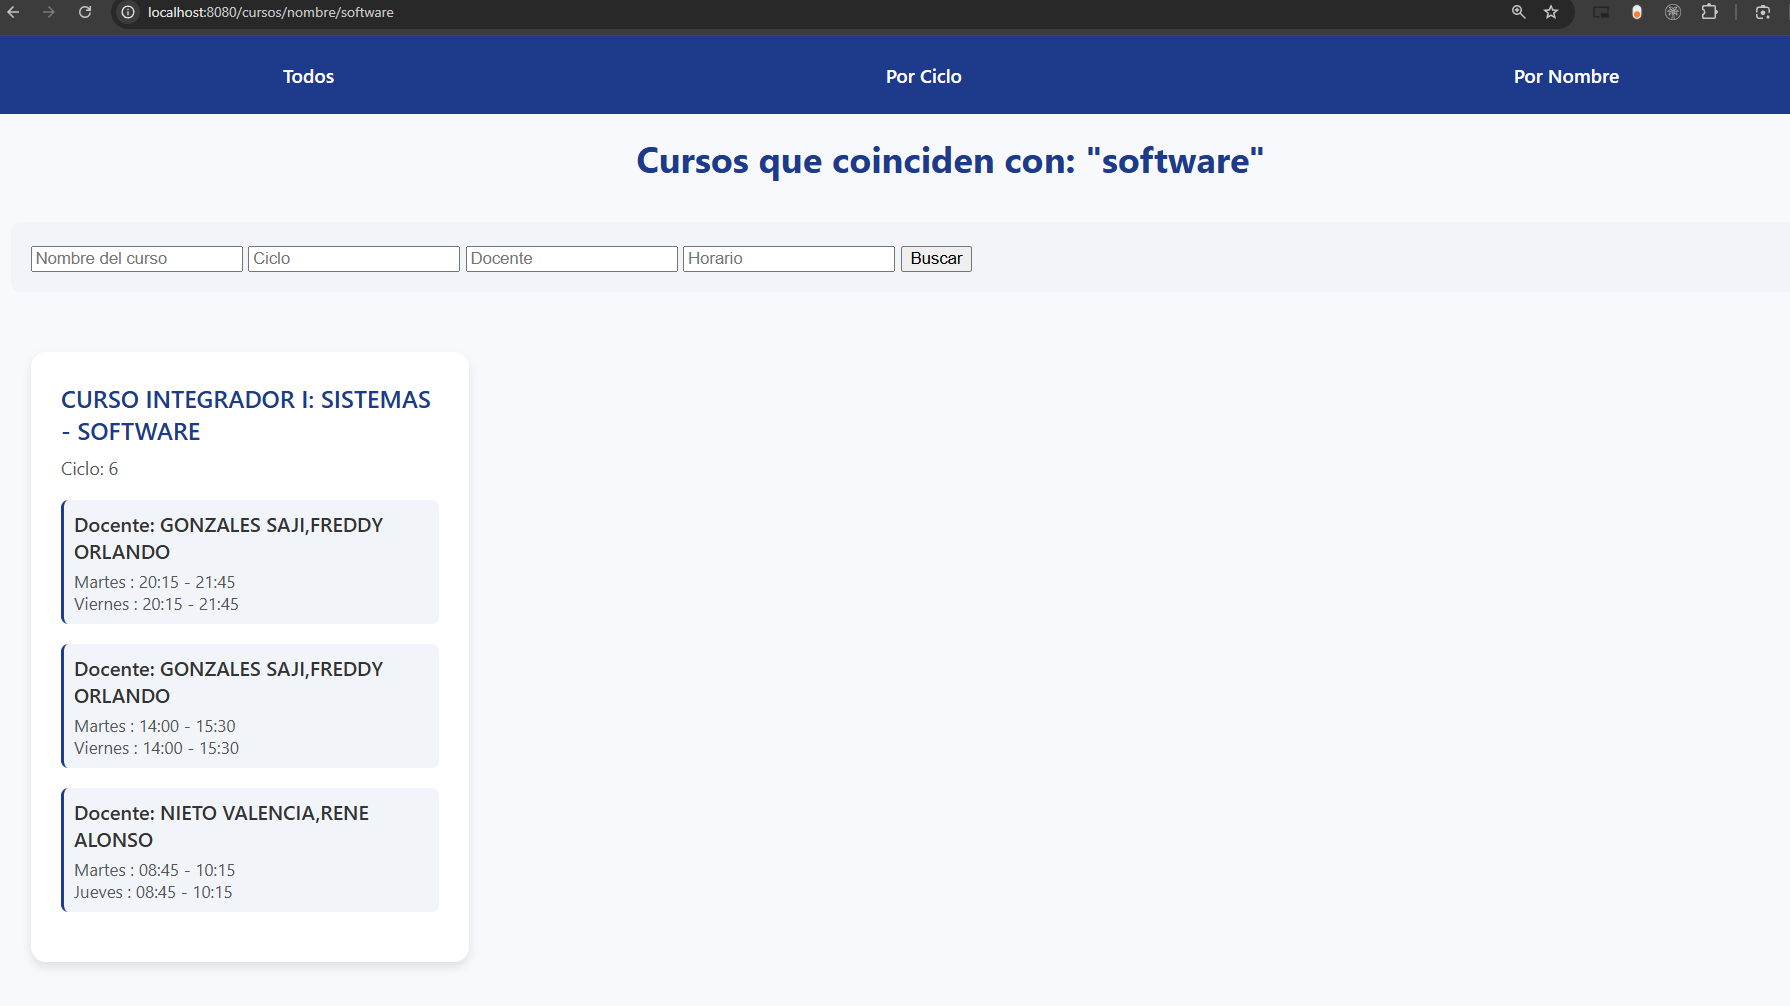 localhost:8080/cursos/nombre/software
Todos
Por Ciclo
Por Nombre
Cursos que coinciden con: "software"
Nombre del curso
Ciclo
Docente
Horario
Buscar
CURSO INTEGRADOR I: SISTEMAS
- SOFTWARE
Ciclo: 6
Docente: GONZALES SAJI,FREDDY
ORLANDO
Martes : 20:15 - 21:45
Viernes : 20:15 - 21:45
Docente: GONZALES SAJI,FREDDY
ORLANDO
Martes : 14:00 - 15:30
Viernes : 14:00 - 15:30
Docente: NIETO VALENCIA,RENE
ALONSO
Martes : 08:45 - 10:15
Jueves : 08:45 - 10:15